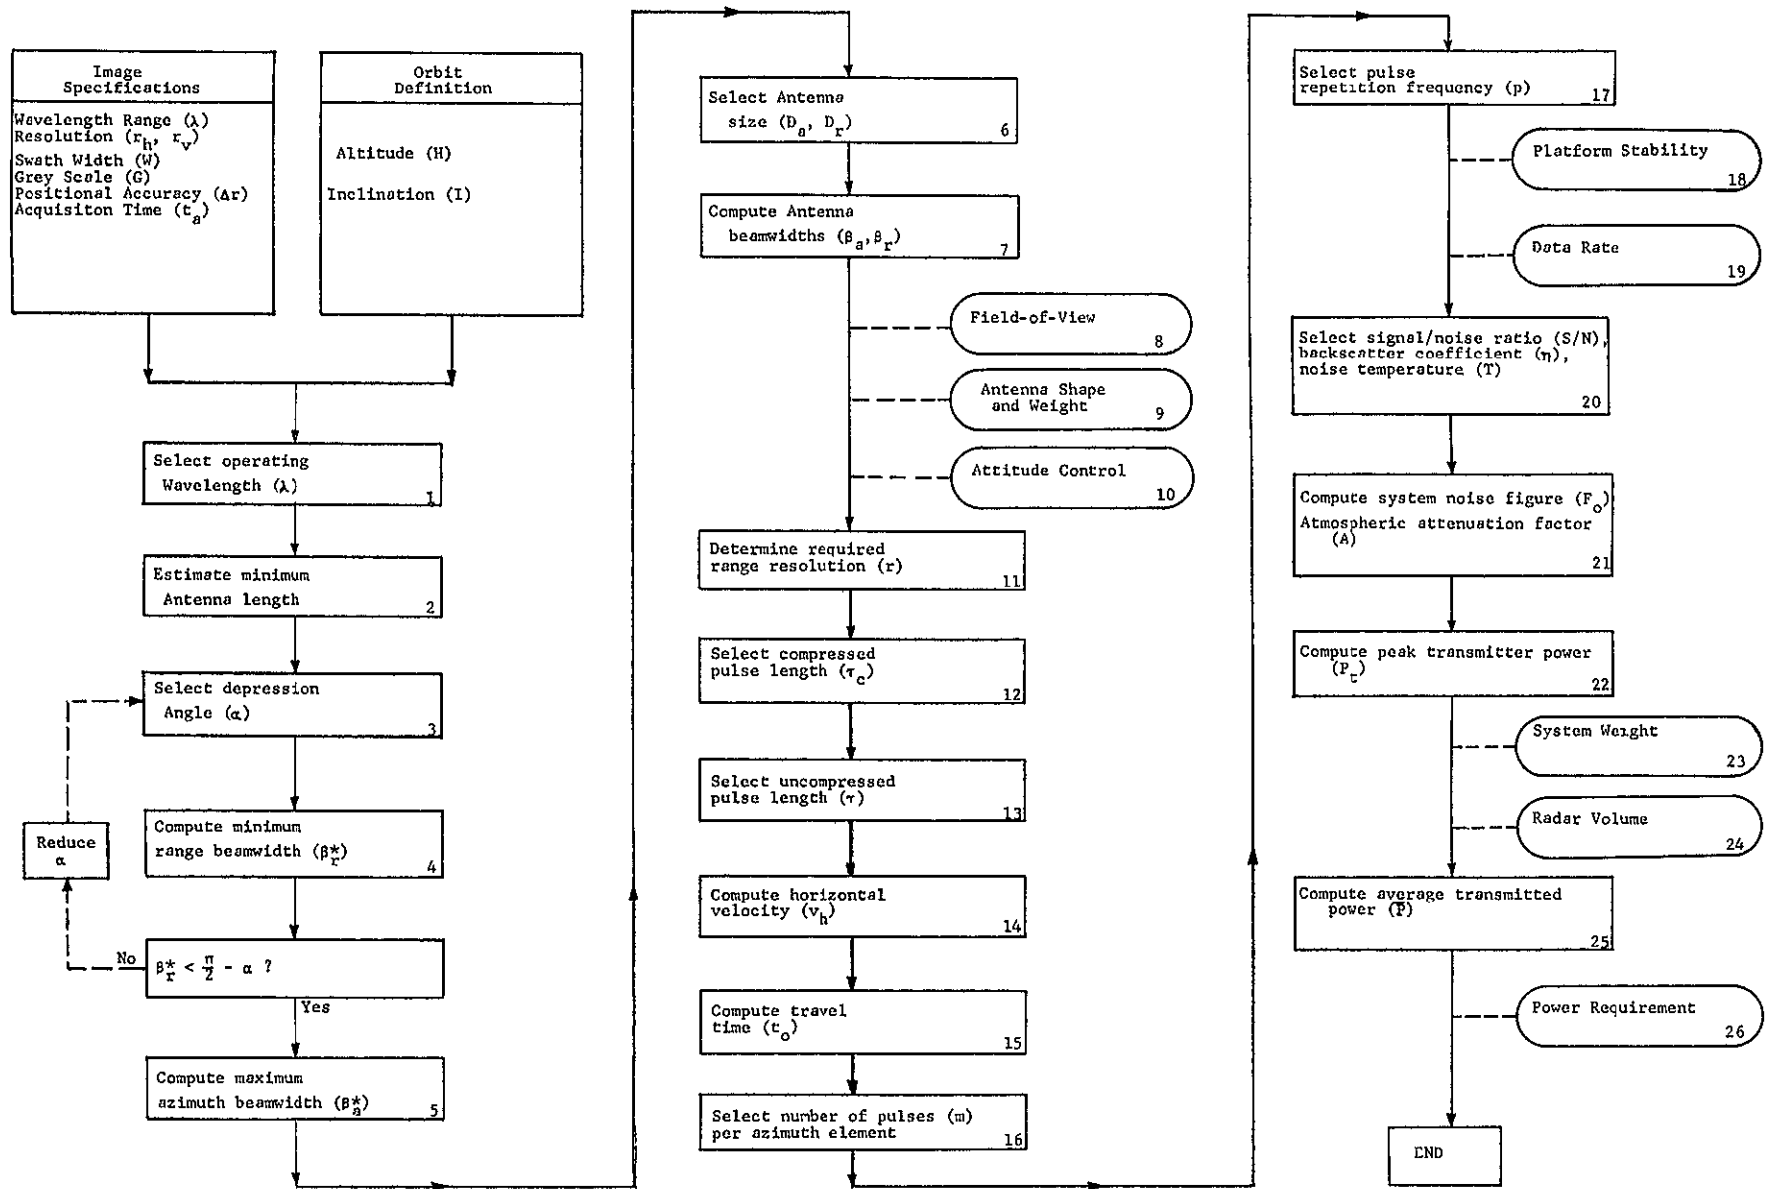 Image
Specifications
Wavelength Range (λ)
Resolution (r_h, r_v)
Swath Width (W)
Grey Scale (G)
Positional Accuracy (Δr)
Acquisiton Time (t_a)
Orbit
Definition
Altitude (H)
Inclination (I)
Select operating
Wavelength (λ)
1
Estimate minimum
Antenna length
2
Select depression
Angle (α)
3
Compute minimum
range beamwidth (β*_r)
4
Reduce
α
No
β*_r < π/2 - α ?
Yes
Compute maximum
azimuth beamwidth (β*_a)
5
Select Antenna
size (D_a, D_r)
6
Compute Antenna
beamwidths (β_a,β_r)
7
Field-of-View
8
Antenna Shape
and Weight
9
Attitude Control
10
Determine required
range resolution (r)
11
Select compressed
pulse length (τ_c)
12
Select uncompressed
pulse length (τ)
13
Compute horizontal
velocity (v_h)
14
Compute travel
time (t_o)
15
Select number of pulses (m)
per azimuth element
16
Select pulse
repetition frequency (p)
17
Platform Stability
18
Data Rate
19
Select signal/noise ratio (S/N),
backscatter coefficient (η),
noise temperature (T)
20
Compute system noise figure (F_o)
Atmospheric attenuation factor
(A)
21
Compute peak transmitter power
(P_t)
22
System Weight
23
Radar Volume
24
Compute average transmitted
power (P̅)
25
Power Requirement
26
END